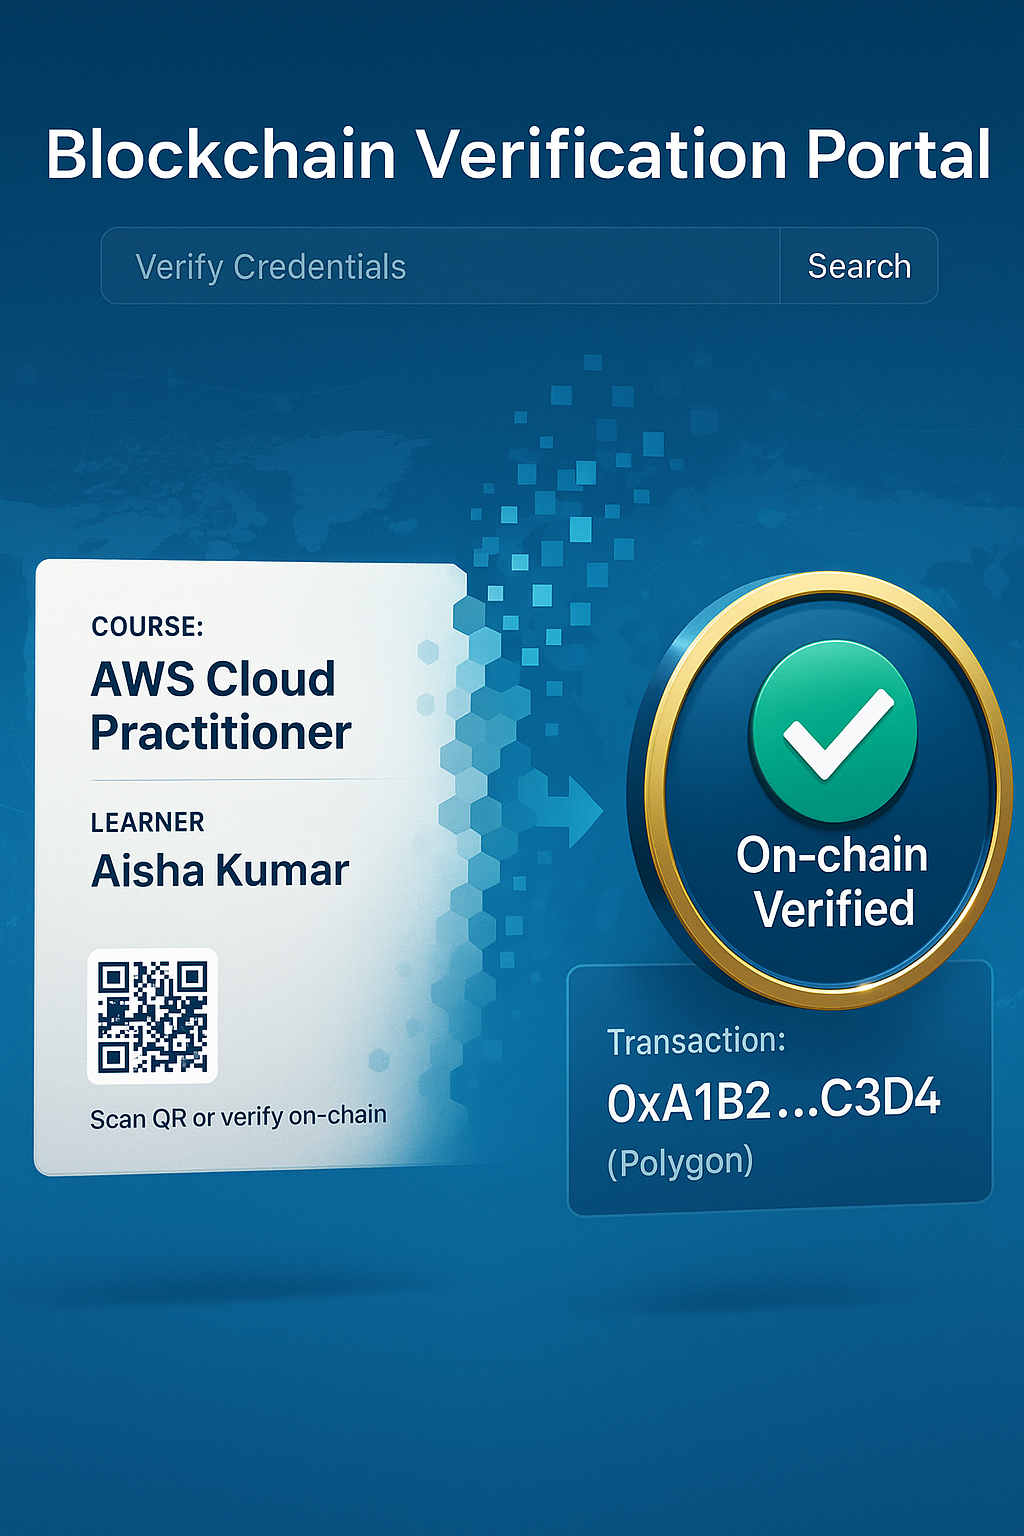 Blockchain Verification Portal
Verify Credentials
Search
COURSE:
AWS Cloud
Practitioner
LEARNER
Aisha Kumar
Scan QR or verify on-chain
On-chain
Verified
Transaction:
0xA1B2...C3D4
(Polygon)